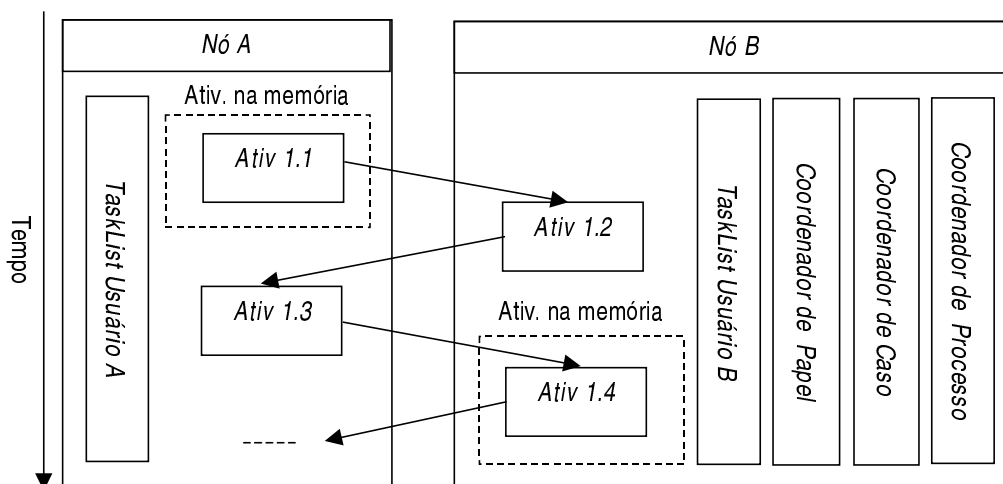 Nó A
Nó B
Ativ. na memória
Ativ 1.1
Ativ 1.2
Ativ 1.3
Ativ. na memória
Ativ 1.4
-----
Tempo
TaskList Usuário A
TaskList Usuário B
Coordenador de Papel
Coordenador de Caso
Coordenador de Processo